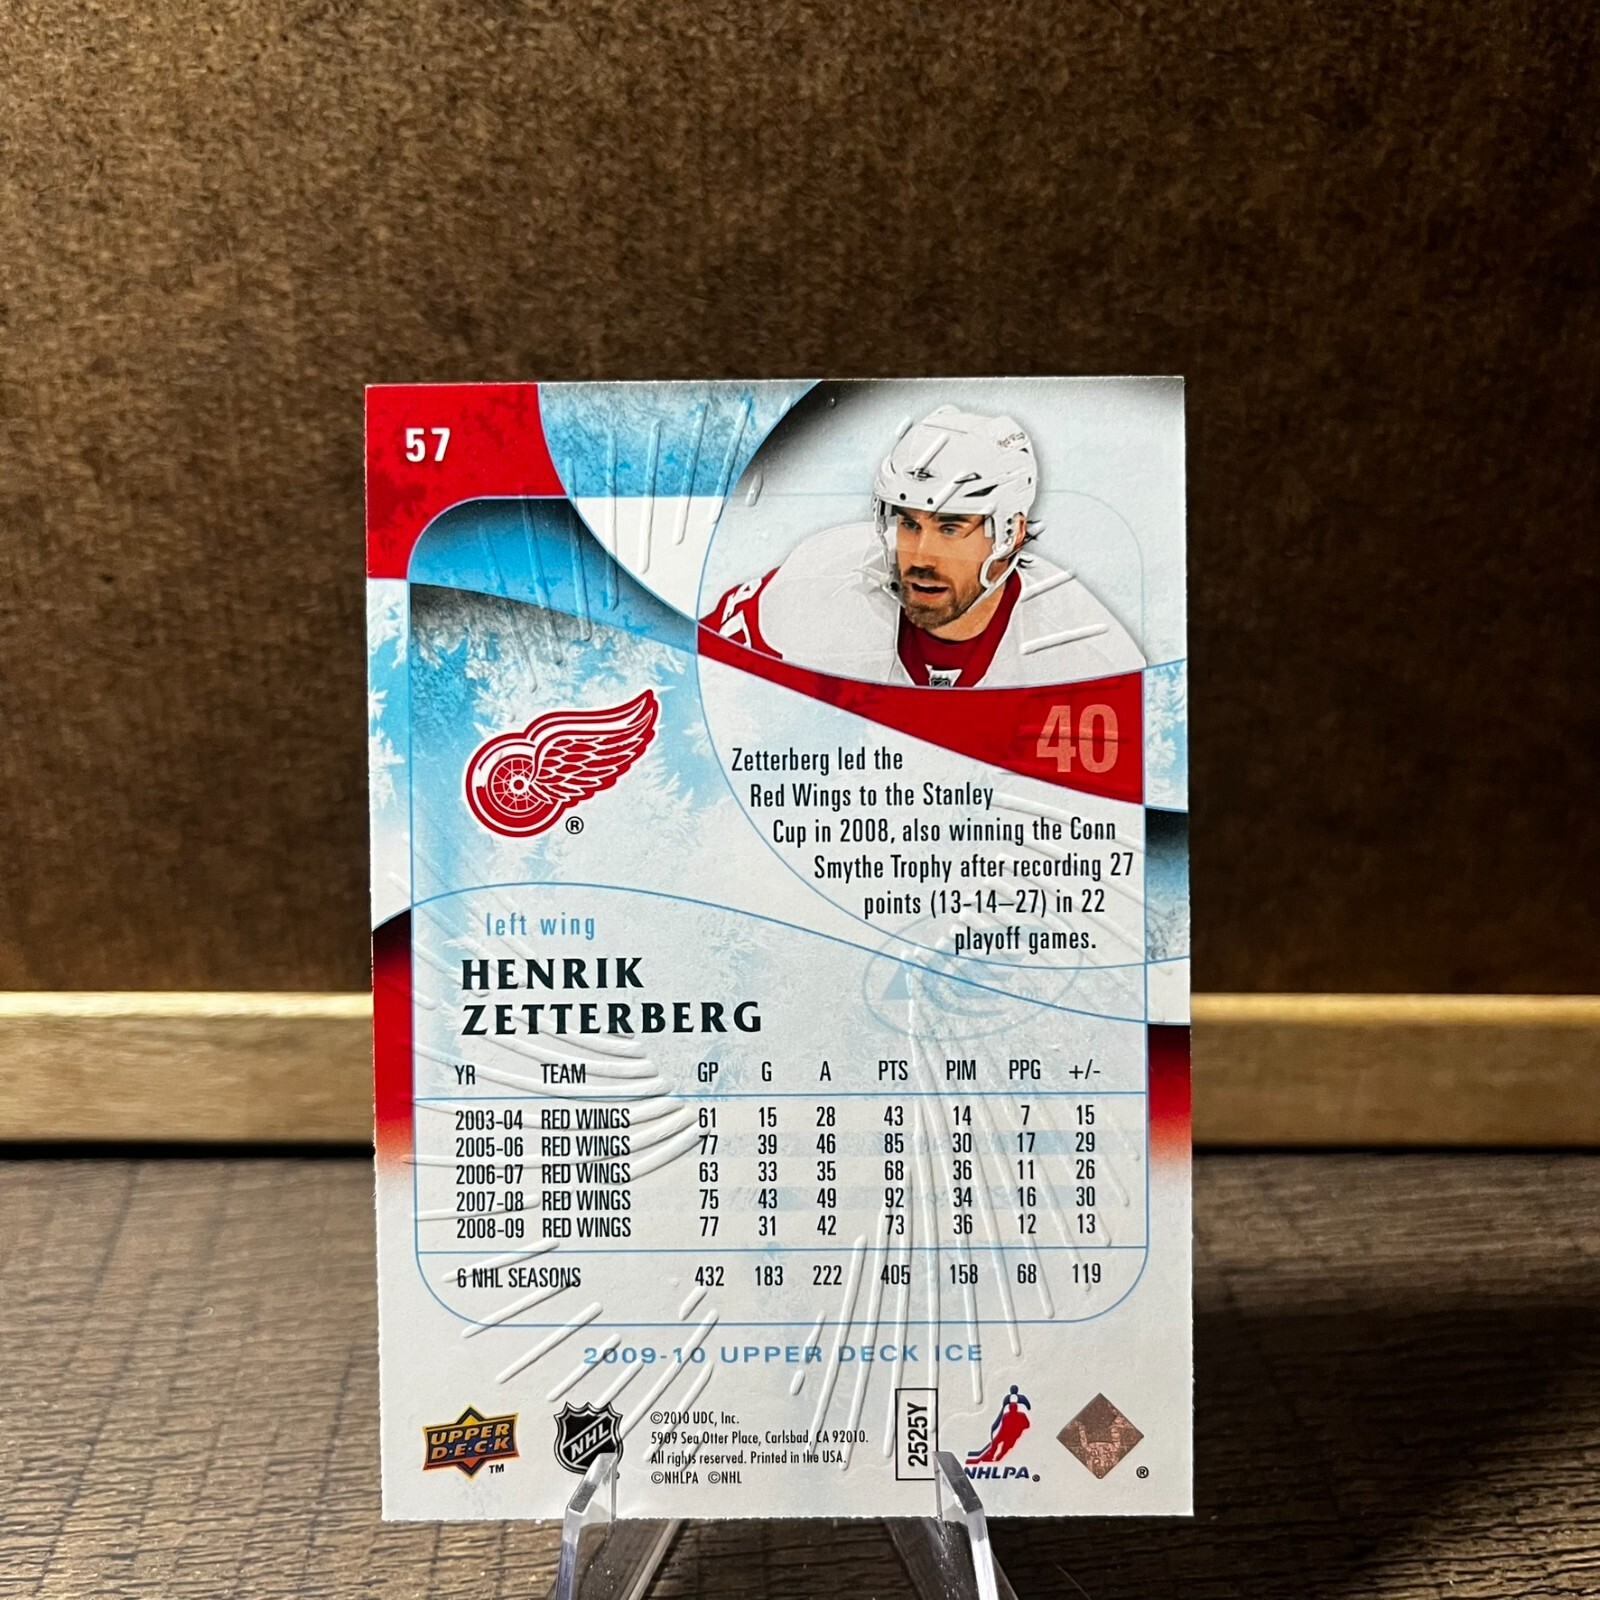 57
40
Zetterberg led the
Red Wings to the Stanley
Cup in 2008, also winning the Conn
Smythe Trophy after recording 27
points (13-14–27) in 22
playoff games.
®
left wing
HENRIK
ZETTERBERG
YR TEAM GP G A PTS PIM PPG +/-
2003-04 RED WINGS 61 15 28 43 14 7 15
2005-06 RED WINGS 77 39 46 85 30 17 29
2006-07 RED WINGS 63 33 35 68 36 11 26
2007-08 RED WINGS 75 43 49 92 34 16 30
2008-09 RED WINGS 77 31 42 73 36 12 13
6 NHL SEASONS 432 183 222 405 158 68 119
2009-10 UPPER DECK ICE
UPPER
D·E·C·K
TM
NHL
©2010 UDC, Inc.
5909 Sea Otter Place, Carlsbad, CA 92010.
All rights reserved. Printed in the USA.
©NHLPA ©NHL
2525Y
NHLPA®
®